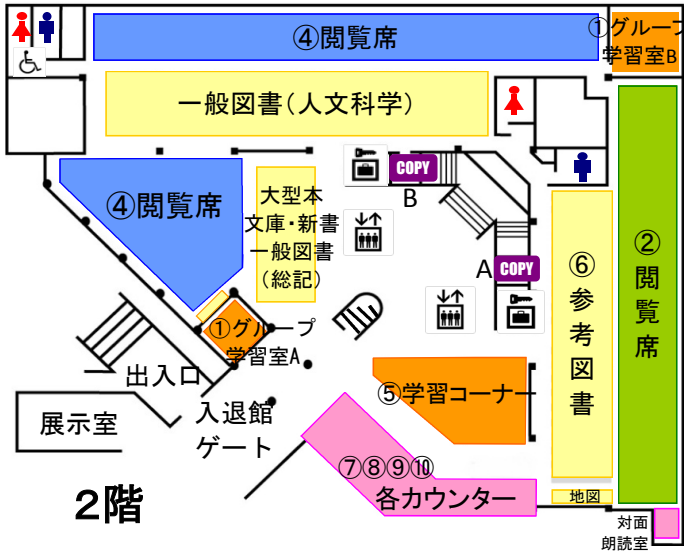 ④閲覧席
①グループ
学習室B
一般図書(人文科学)
COPY
B
④閲覧席
大型本
文庫・新書
一般図書
(総記)
②閲覧席
⑥参考図書
A
COPY
①グループ
学習室A
出入口
⑤学習コーナー
展示室
入退館
ゲート
⑦⑧⑨⑩
各カウンター
地図
2階
対面
朗読室